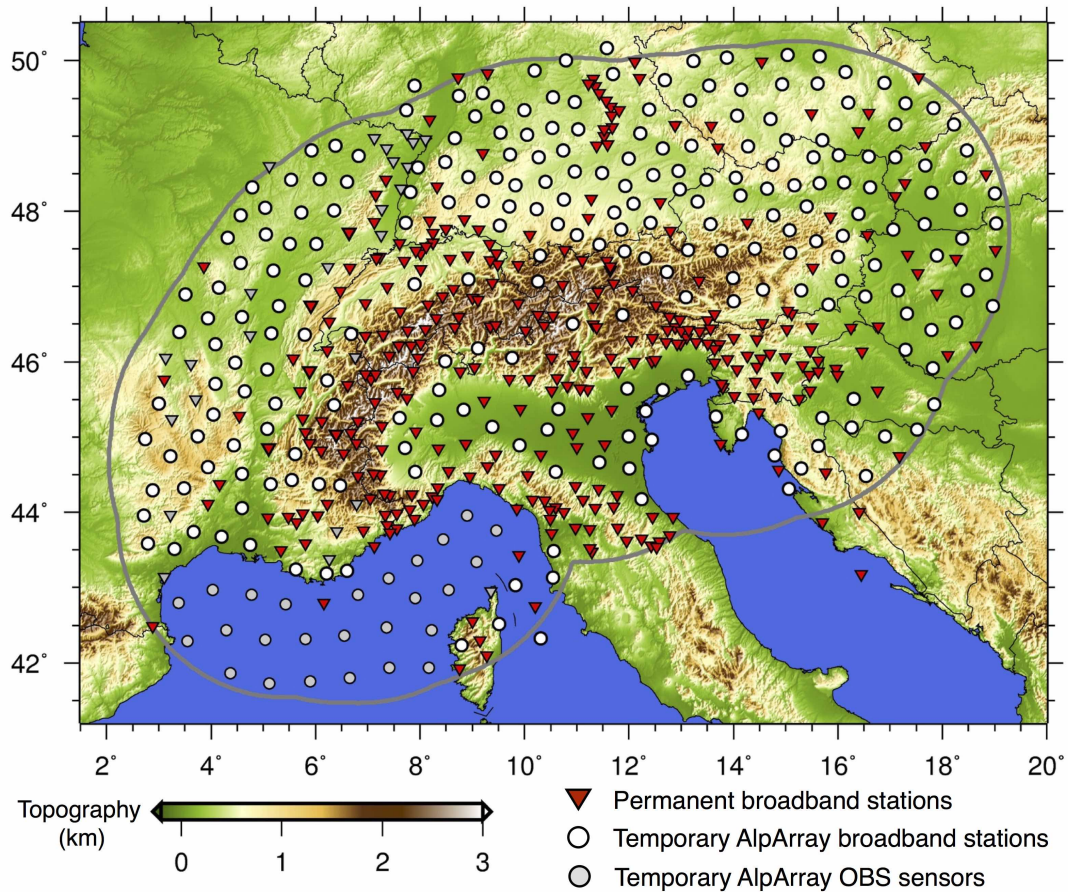 50°
48°
46°
44°
42°
2° 4° 6° 8° 10° 12° 14° 16° 18° 20°
Topography
(km)
0 1 2 3
Permanent broadband stations
Temporary AlpArray broadband stations
Temporary AlpArray OBS sensors